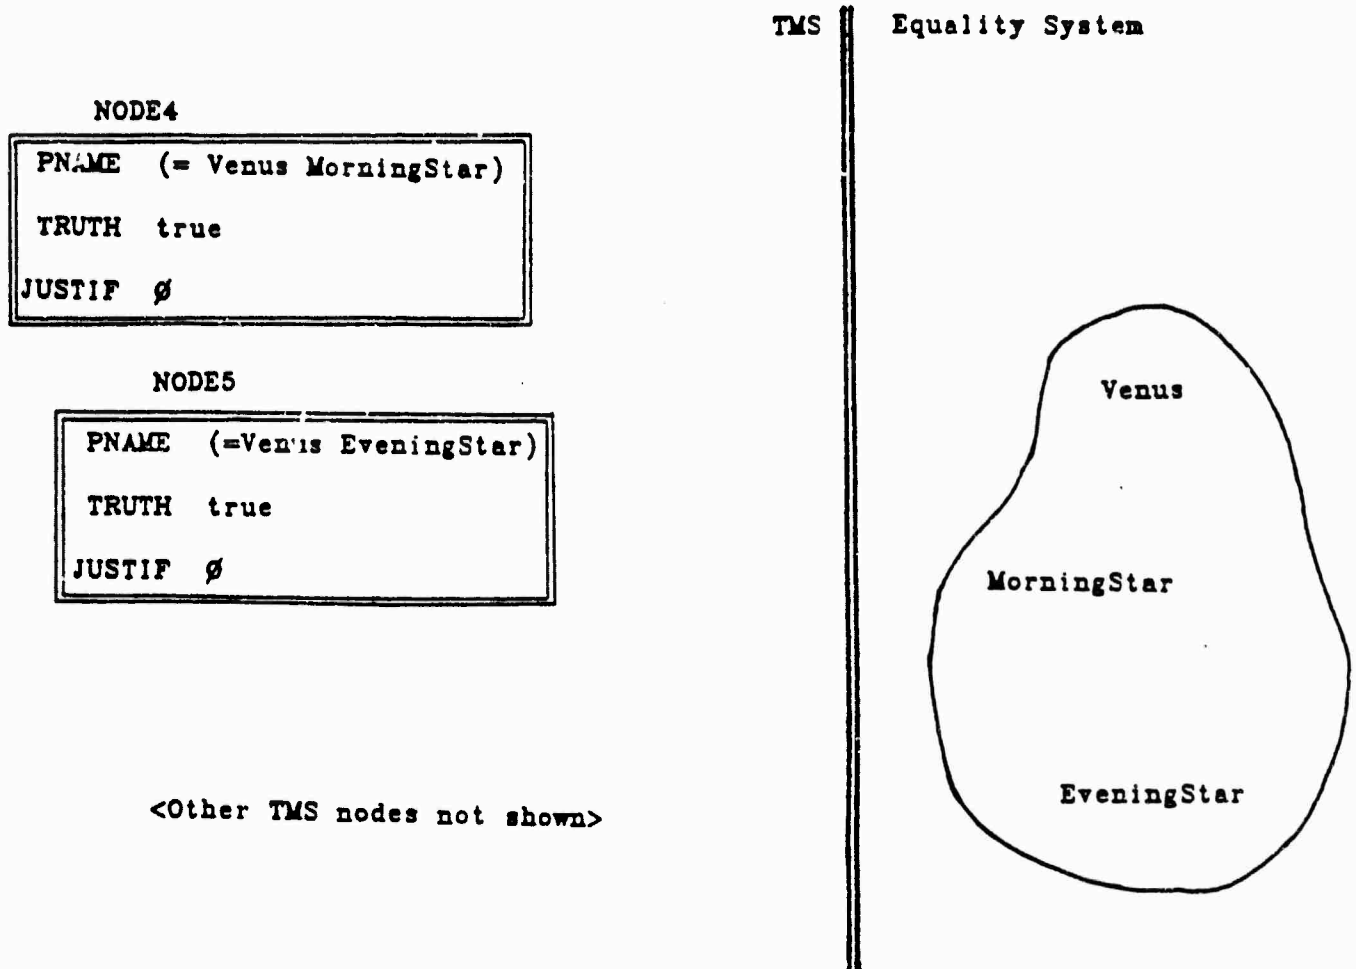 TMS Equality System
NODE4
PNAME (= Venus MorningStar)
TRUTH true
JUSTIF ∅
NODE5
PNAME (=Venus EveningStar)
TRUTH true
JUSTIF ∅
<Other TMS nodes not shown>
Venus
MorningStar
EveningStar